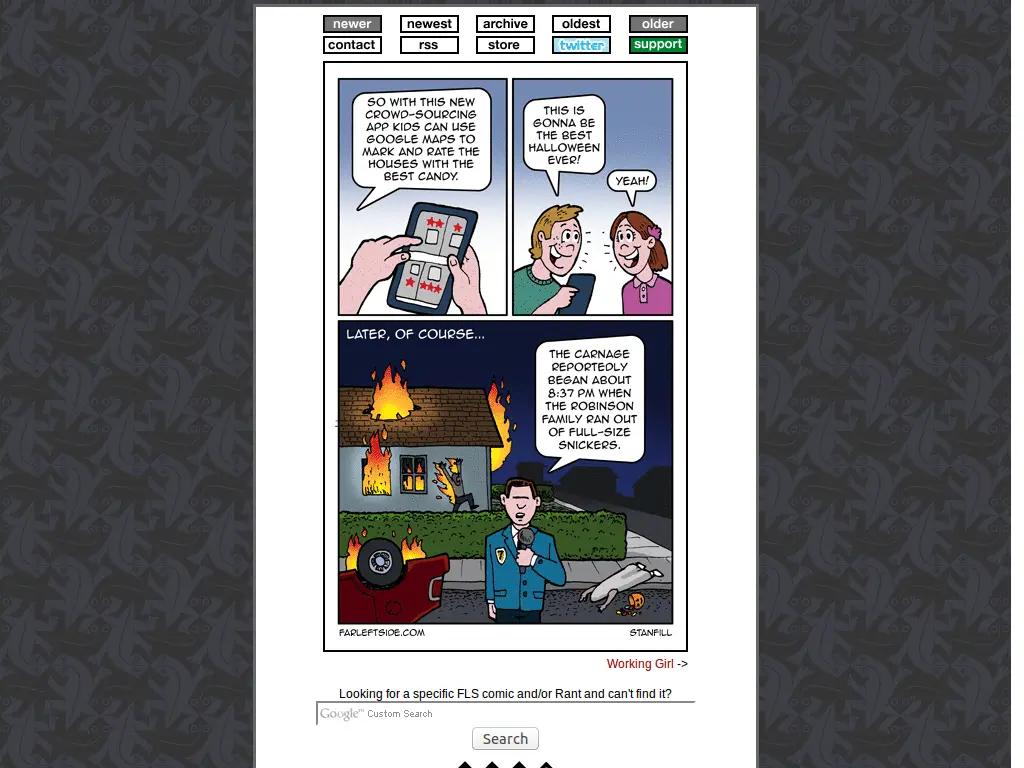 newer newest archive oldest older
contact rss store twitter support
SO WITH THIS NEW
CROWD-SOURCING
APP KIDS CAN USE
GOOGLE MAPS TO
MARK AND RATE THE
HOUSES WITH THE
BEST CANDY.
THIS IS
GONNA BE
THE BEST
HALLOWEEN
EVER!
YEAH!
LATER, OF COURSE...
THE CARNAGE
REPORTEDLY
BEGAN ABOUT
8:37 PM WHEN
THE ROBINSON
FAMILY RAN OUT
OF FULL-SIZE
SNICKERS.
FARLEFTSIDE.COM STANFILL
Working Girl ->
Looking for a specific FLS comic and/or Rant and can't find it?
Google™ Custom Search
Search